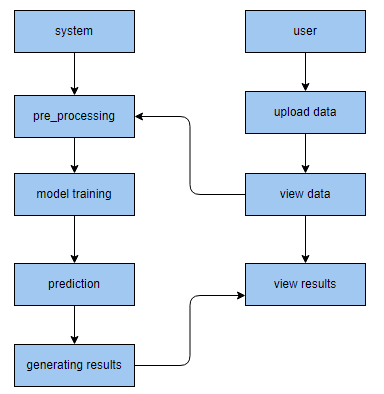 system
user
pre_processing
upload data
model training
view data
prediction
view results
generating results